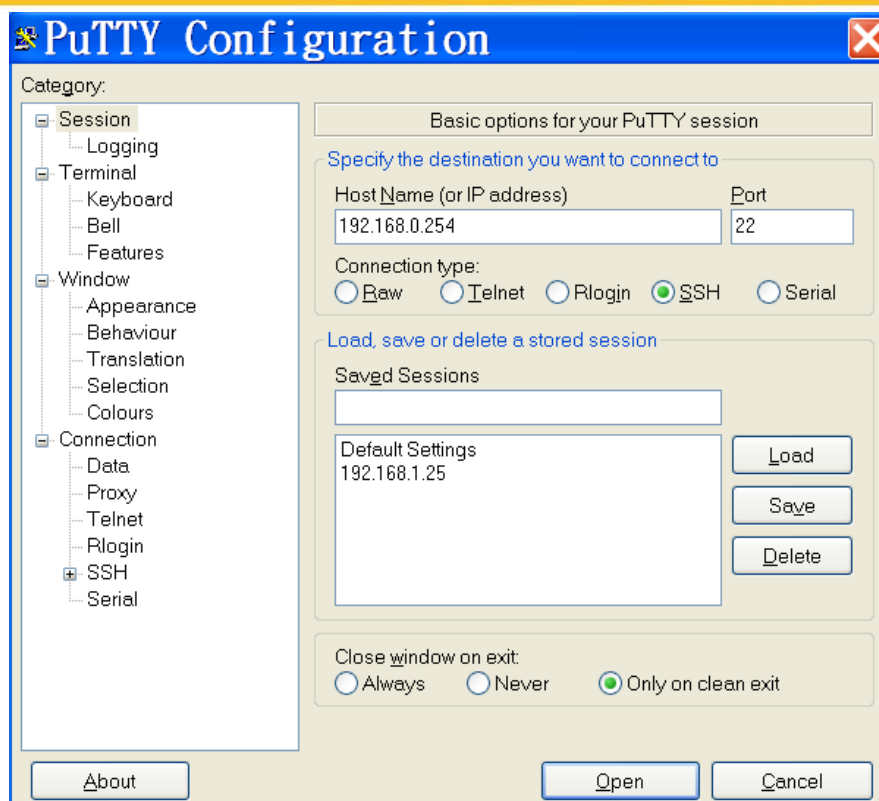 PuTTY Configuration
Category:
Session
Logging
Terminal
Keyboard
Bell
Features
Window
Appearance
Behaviour
Translation
Selection
Colours
Connection
Data
Proxy
Telnet
Rlogin
SSH
Serial
Basic options for your PuTTY session
Specify the destination you want to connect to
Host Name (or IP address) Port
192.168.0.254 22
Connection type:
Raw Telnet Rlogin SSH Serial
Load, save or delete a stored session
Saved Sessions
Default Settings
192.168.1.25
Load
Save
Delete
Close window on exit:
Always Never Only on clean exit
About Open Cancel